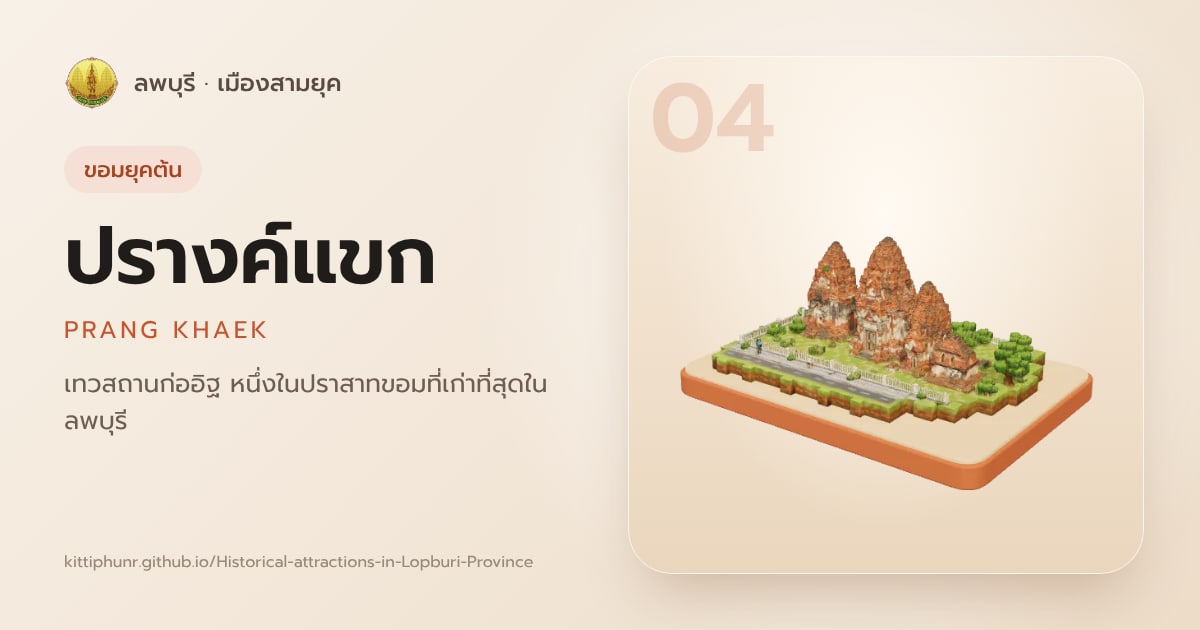 ลพบุรี · เมืองสามยุค
ขอมยุคต้น
ปรางค์แขก
PRANG KHAEK
เทวสถานก่ออิฐ หนึ่งในปราสาทขอมที่เก่าที่สุดใน
ลพบุรี
kittiphunr.github.io/Historical-attractions-in-Lopburi-Province
04